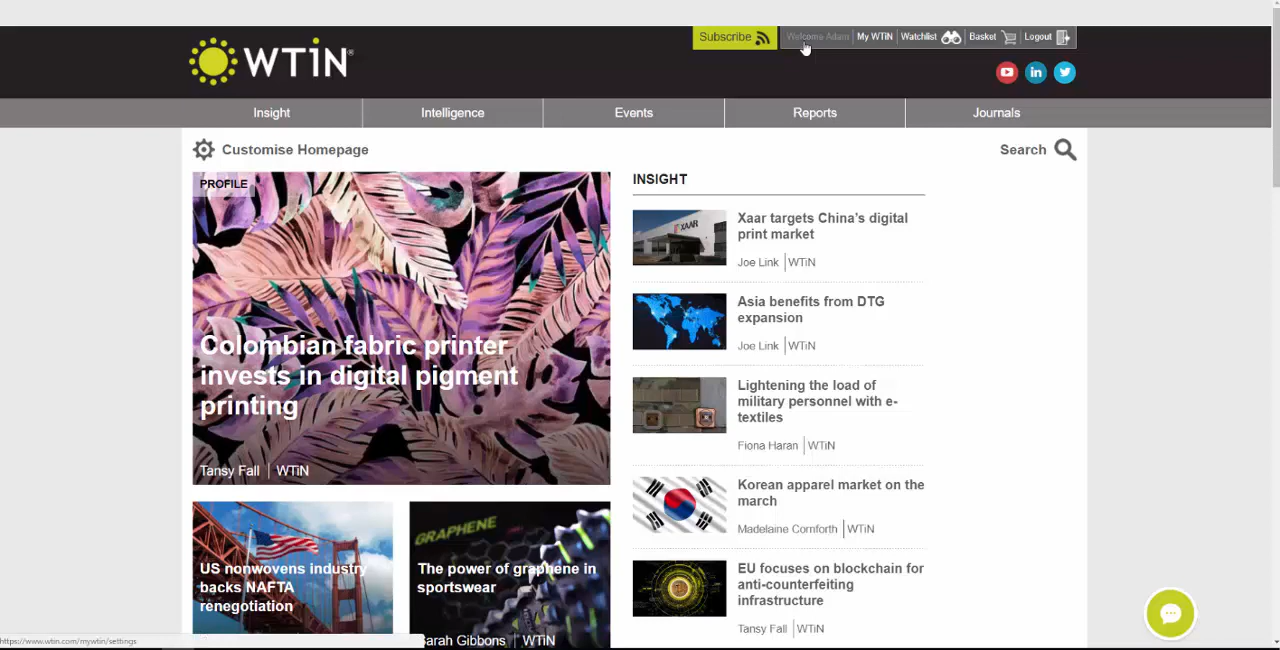 Subscribe
Welcome Adam
My WTiN
Watchlist
Basket
Logout
WTiN®
Insight
Intelligence
Events
Reports
Journals
Customise Homepage
Search
PROFILE
Colombian fabric printer
invests in digital pigment
printing
Tansy Fall | WTiN
INSIGHT
XAAR
Xaar targets China’s digital
print market
Joe Link | WTiN
Asia benefits from DTG
expansion
Joe Link | WTiN
Lightening the load of
military personnel with e-
textiles
Fiona Haran | WTiN
Korean apparel market on the
march
Madelaine Cornforth | WTiN
EU focuses on blockchain for
anti-counterfeiting
infrastructure
Tansy Fall | WTiN
US nonwovens industry
backs NAFTA
renegotiation
GRAPHENE
The power of graphene in
sportswear
Sarah Gibbons | WTiN
https://www.wtin.com/mywtin/settings